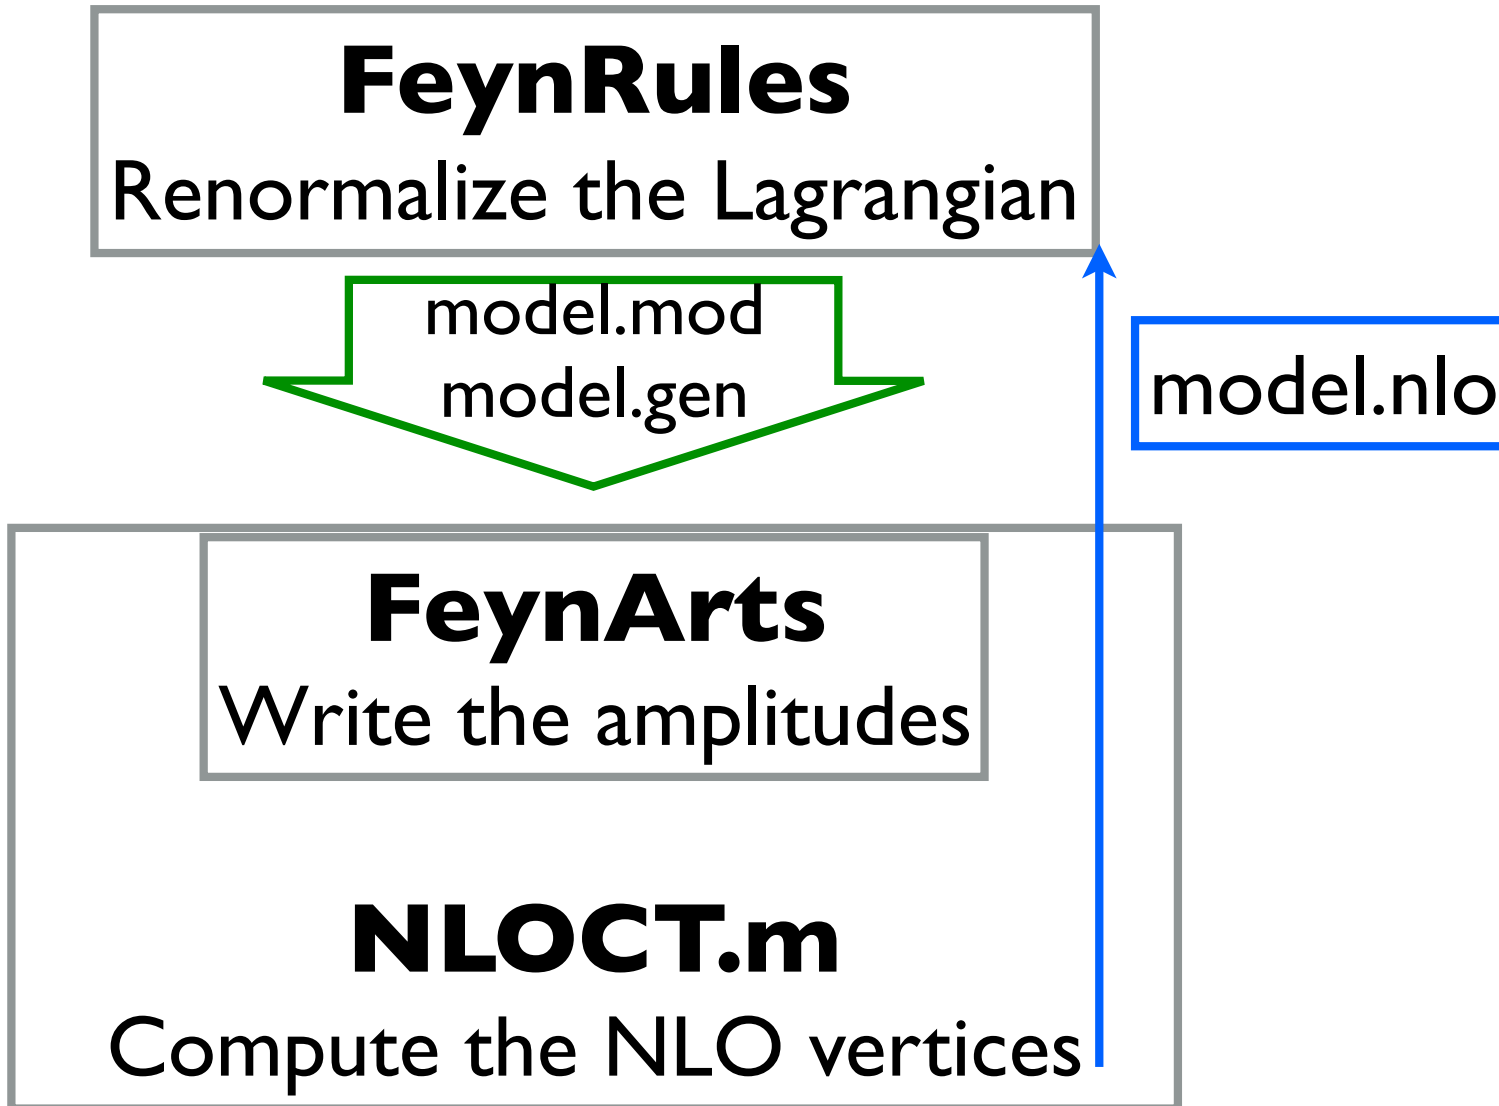 FeynRules
Renormalize the Lagrangian
model.mod
model.gen
model.nlo
FeynArts
Write the amplitudes
NLOCT.m
Compute the NLO vertices